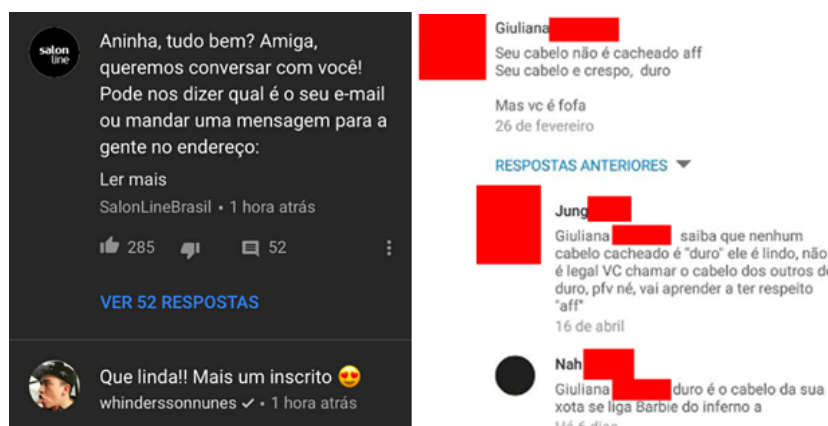 salon
line
Aninha, tudo bem? Amiga,
queremos conversar com você!
Pode nos dizer qual é o seu e-mail
ou mandar uma mensagem para a
gente no endereço:
Ler mais
SalonLineBrasil • 1 hora atrás
285 52
VER 52 RESPOSTAS
Que linda!! Mais um inscrito 😍
whinderssonnunes ✓ • 1 hora atrás
Giuliana
Seu cabelo não é cacheado aff
Seu cabelo e crespo, duro
Mas vc é fofa
26 de fevereiro
RESPOSTAS ANTERIORES
Jung
Giuliana saiba que nenhum
cabelo cacheado é "duro" ele é lindo, não
é legal VC chamar o cabelo dos outros de
duro, pfv né, vai aprender a ter respeito
"aff"
16 de abril
Nah
Giuliana duro é o cabelo da sua
xota se liga Barbie do inferno a
Há 6 dias